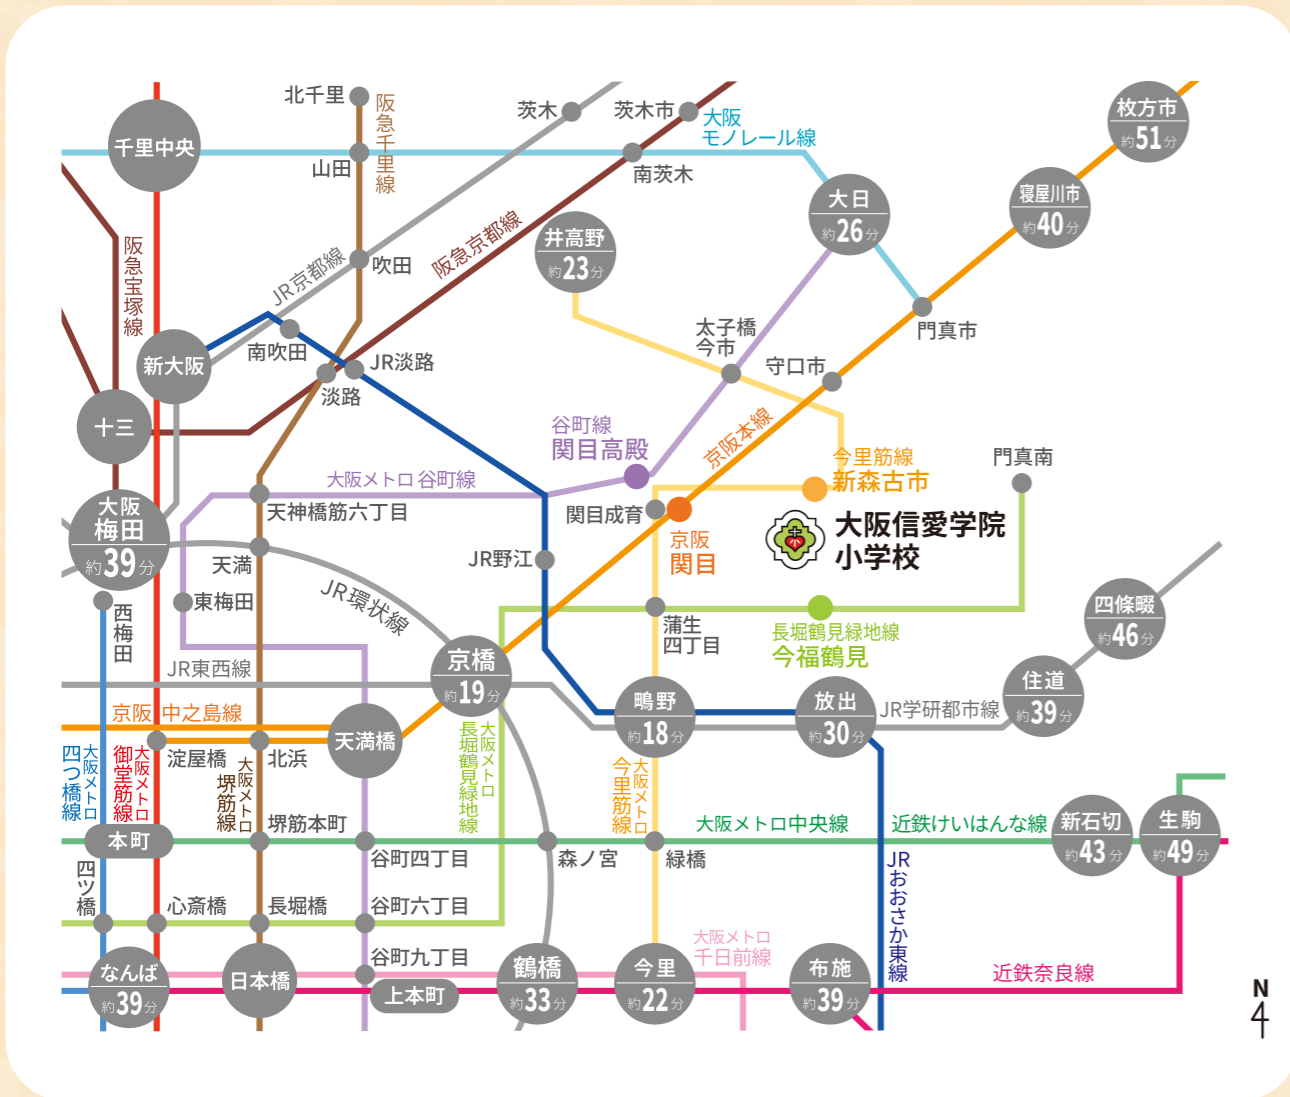 北千里
阪急千里線
茨木
茨木市
大阪
モノレール線
枚方市
約51分
千里中央
山田
南茨木
大日
約26分
寝屋川市
約40分
阪急宝塚線
JR京都線
吹田
阪急京都線
井高野
約23分
門真市
新大阪
南吹田
JR淡路
淡路
太子橋
今市
守口市
十三
谷町線
関目高殿
京阪本線
今里筋線
新森古市
門真南
大阪メトロ 谷町線
大阪
梅田
約39分
天神橋筋六丁目
関目成育
京阪
関目
大阪信愛学院
小学校
天満
JR野江
西梅田
東梅田
JR環状線
蒲生
四丁目
長堀鶴見緑地線
今福鶴見
四條畷
約46分
JR東西線
京橋
約19分
鴫野
約18分
放出
約30分
JR学研都市線
住道
約39分
京阪 中之島線
天満橋
淀屋橋
北浜
大阪メトロ
四つ橋線
大阪メトロ
御堂筋線
大阪メトロ
堺筋線
大阪メトロ
長堀鶴見緑地線
大阪メトロ
今里筋線
本町
堺筋本町
谷町四丁目
森ノ宮
緑橋
大阪メトロ中央線
近鉄けいはんな線
新石切
約43分
生駒
約49分
四ツ橋
心斎橋
長堀橋
谷町六丁目
JRおおさか東線
なんば
約39分
日本橋
谷町九丁目
上本町
鶴橋
約33分
今里
約22分
大阪メトロ
千日前線
布施
約39分
近鉄奈良線
N